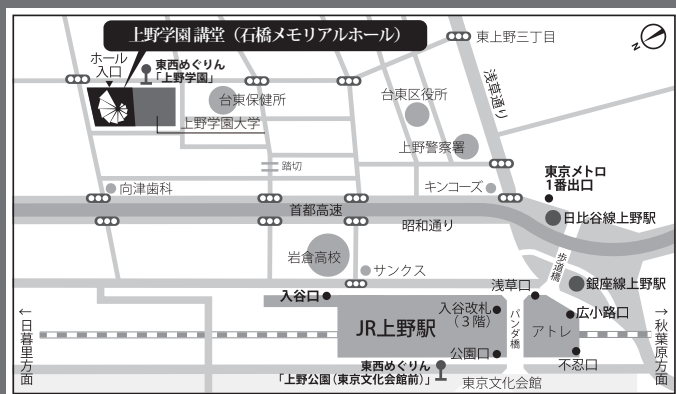 上野学園 講堂（石橋メモリアルホール）
東上野三丁目
N
ホール
入口
東西めぐりん
「上野学園」
浅草通り
台東保健所
台東区役所
上野学園大学
上野警察署
踏切
向津歯科
キンコーズ
東京メトロ
1番出口
首都高速
昭和通り
日比谷線上野駅
歩道橋
岩倉高校
サンクス
浅草口
銀座線上野駅
入谷口
入谷改札
（3階）
広小路口
JR上野駅
パンダ橋
アトレ
←日暮里方面
→秋葉原方面
公園口
不忍口
東西めぐりん
「上野公園（東京文化会館前）」
東京文化会館